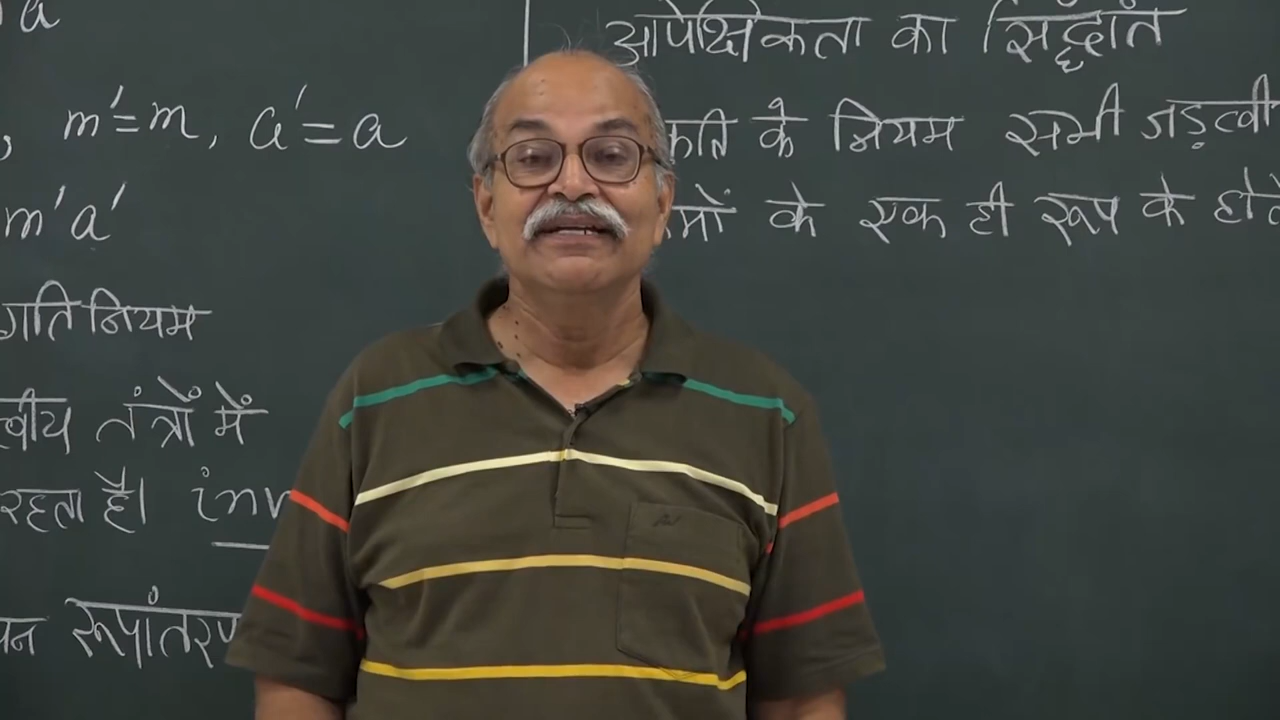 a
, m'=m, a'=a
m'a'
गति नियम
त्वीय तंत्रों में
रहता है। inv
रूपांतरण
आपेक्षिकता का सिद्धांत
कृति के नियम सभी जड़त्वी
के एक ही रूप के होते